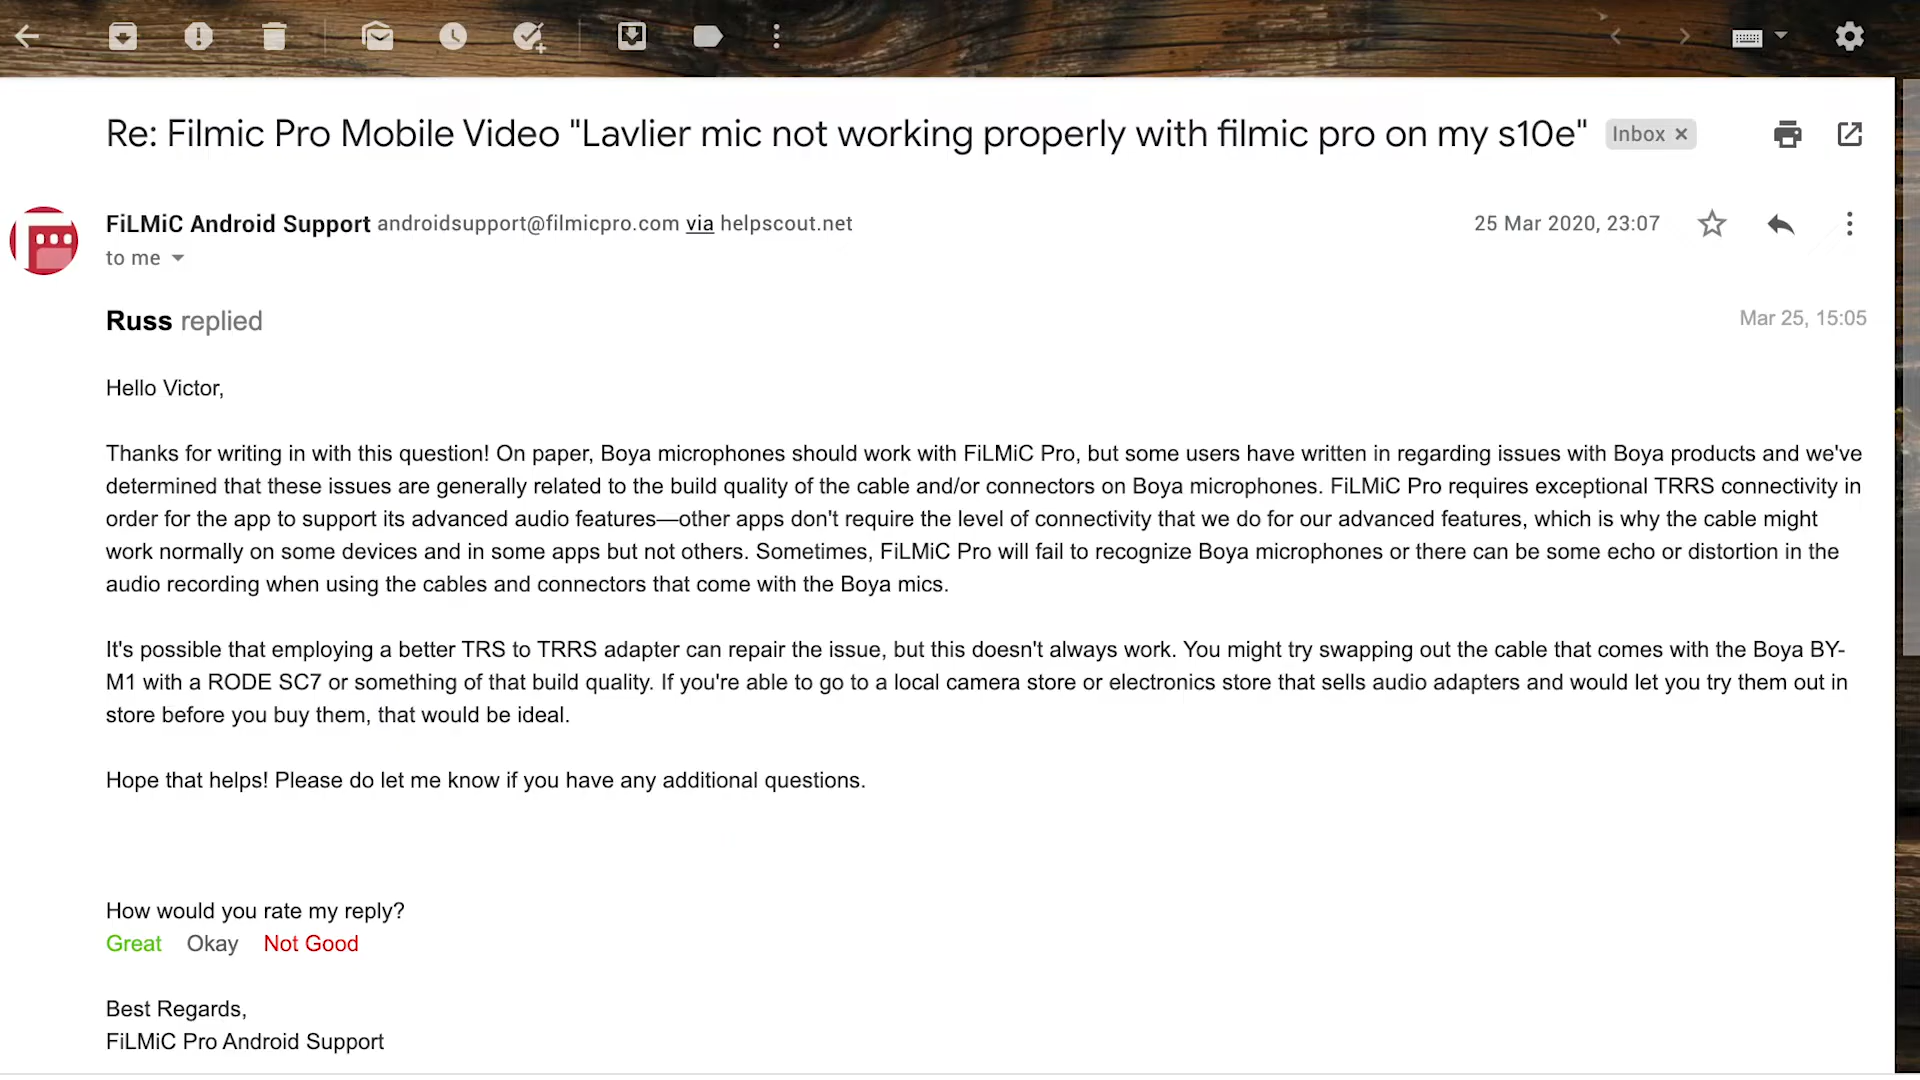 Re: Filmic Pro Mobile Video "Lavlier mic not working properly with filmic pro on my s10e" Inbox ×
FiLMiC Android Support androidsupport@filmicpro.com via helpscout.net 25 Mar 2020, 23:07
to me
Russ replied Mar 25, 15:05
Hello Victor,
Thanks for writing in with this question! On paper, Boya microphones should work with FiLMiC Pro, but some users have written in regarding issues with Boya products and we've
determined that these issues are generally related to the build quality of the cable and/or connectors on Boya microphones. FiLMiC Pro requires exceptional TRRS connectivity in
order for the app to support its advanced audio features—other apps don't require the level of connectivity that we do for our advanced features, which is why the cable might
work normally on some devices and in some apps but not others. Sometimes, FiLMiC Pro will fail to recognize Boya microphones or there can be some echo or distortion in the
audio recording when using the cables and connectors that come with the Boya mics.
It's possible that employing a better TRS to TRRS adapter can repair the issue, but this doesn't always work. You might try swapping out the cable that comes with the Boya BY-
M1 with a RODE SC7 or something of that build quality. If you're able to go to a local camera store or electronics store that sells audio adapters and would let you try them out in
store before you buy them, that would be ideal.
Hope that helps! Please do let me know if you have any additional questions.
How would you rate my reply?
Great Okay Not Good
Best Regards,
FiLMiC Pro Android Support